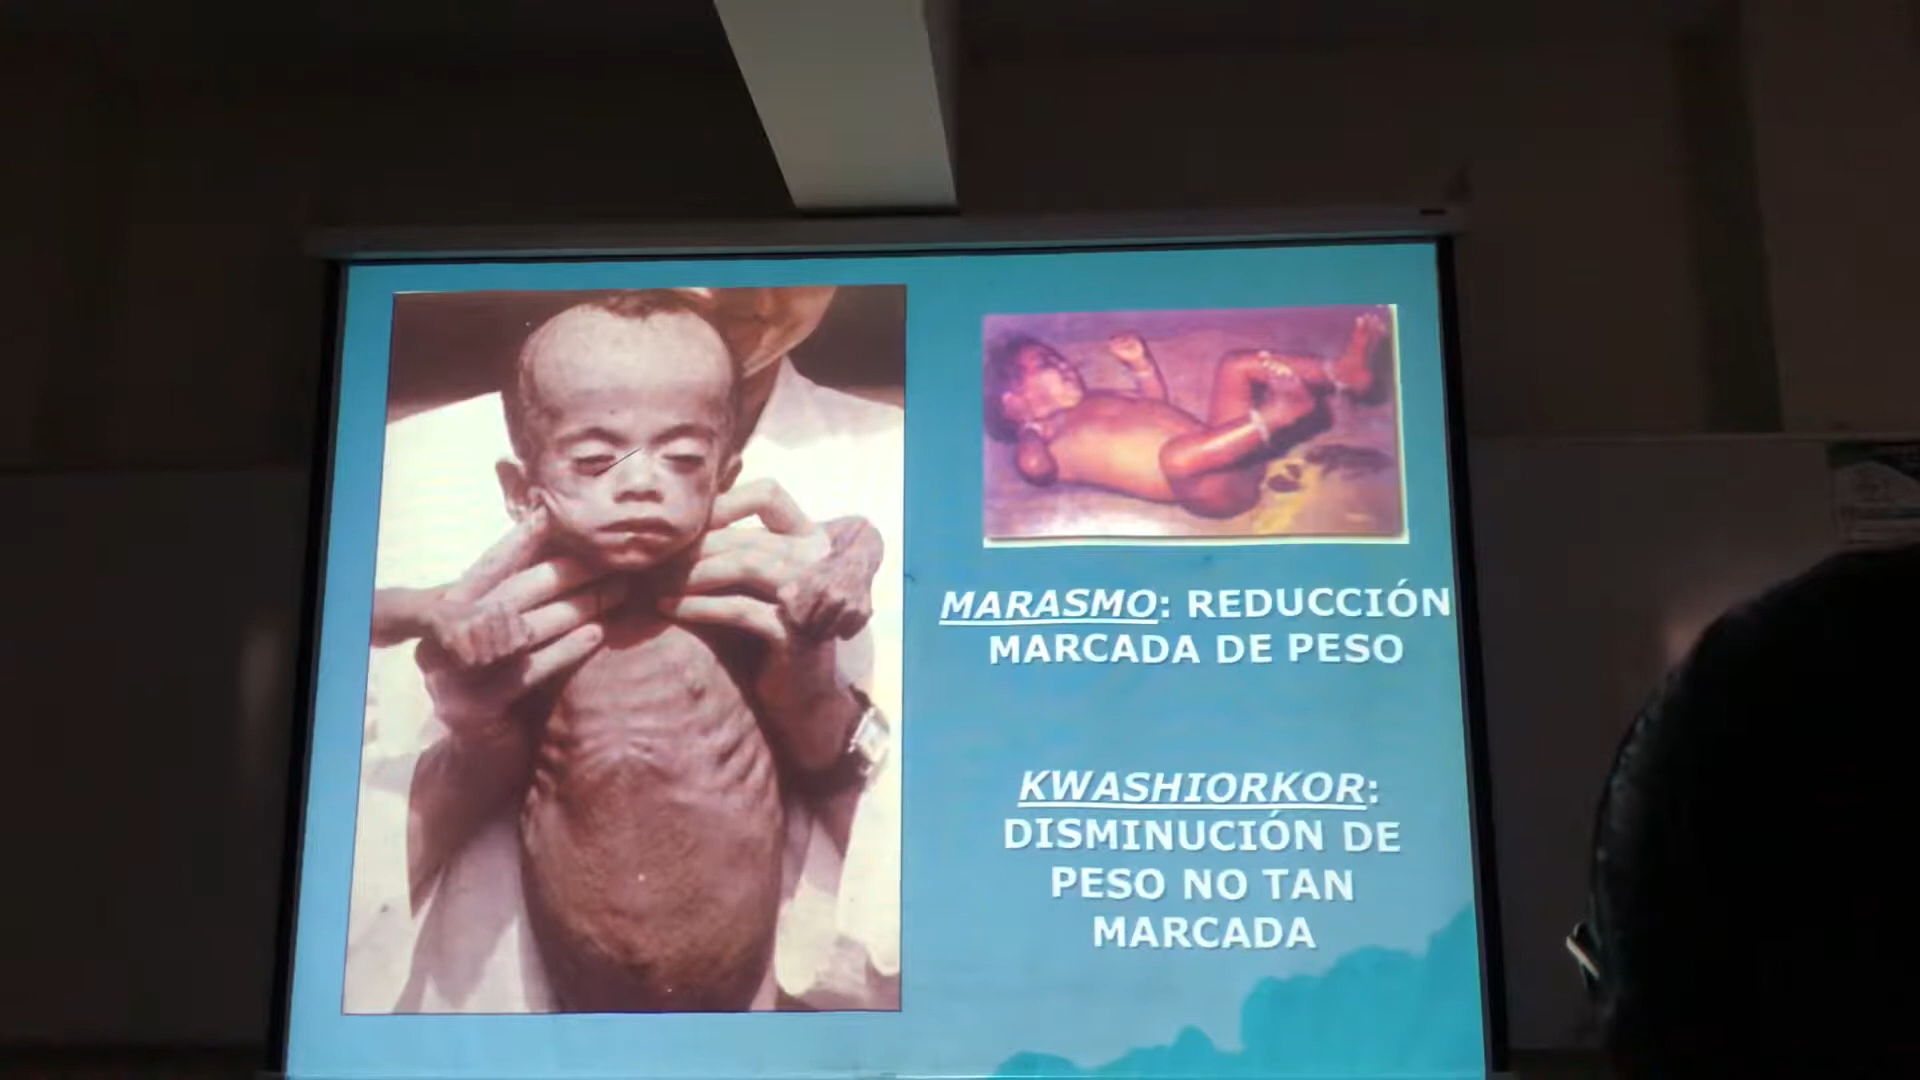 MARASMO: REDUCCIÓN
MARCADA DE PESO
KWASHIORKOR:
DISMINUCIÓN DE
PESO NO TAN
MARCADA